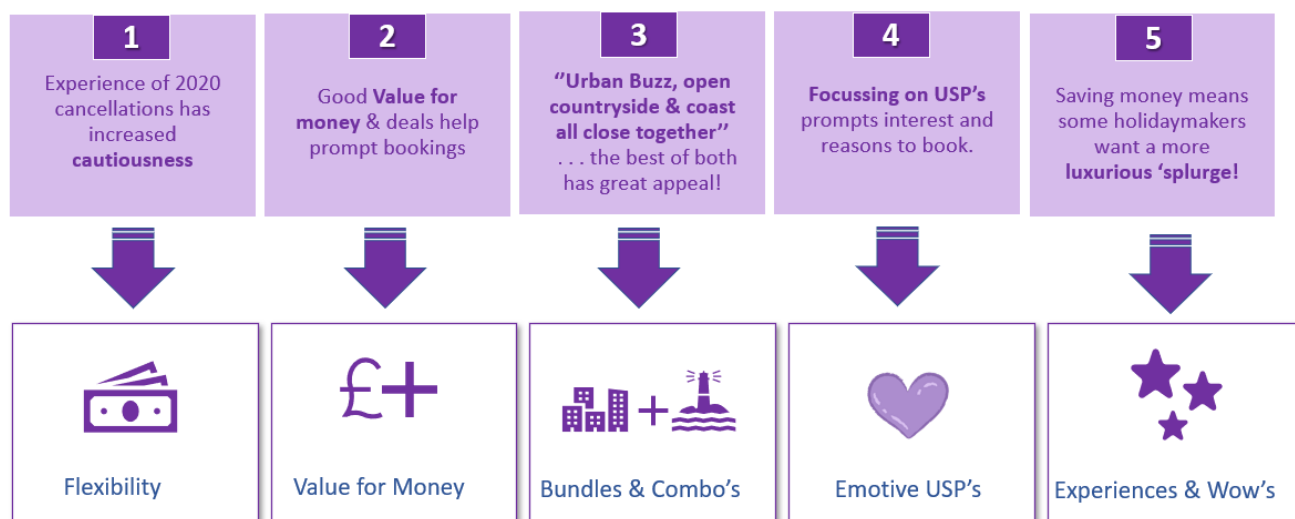 1
Experience of 2020
cancellations has
increased
cautiousness
2
Good Value for
money & deals help
prompt bookings
3
‘’Urban Buzz, open
countryside & coast
all close together’’
. . . the best of both
has great appeal!
4
Focussing on USP’s
prompts interest and
reasons to book.
5
Saving money means
some holidaymakers
want a more
luxurious ‘splurge!
£+
+
Flexibility
Value for Money
Bundles & Combo’s
Emotive USP’s
Experiences & Wow’s